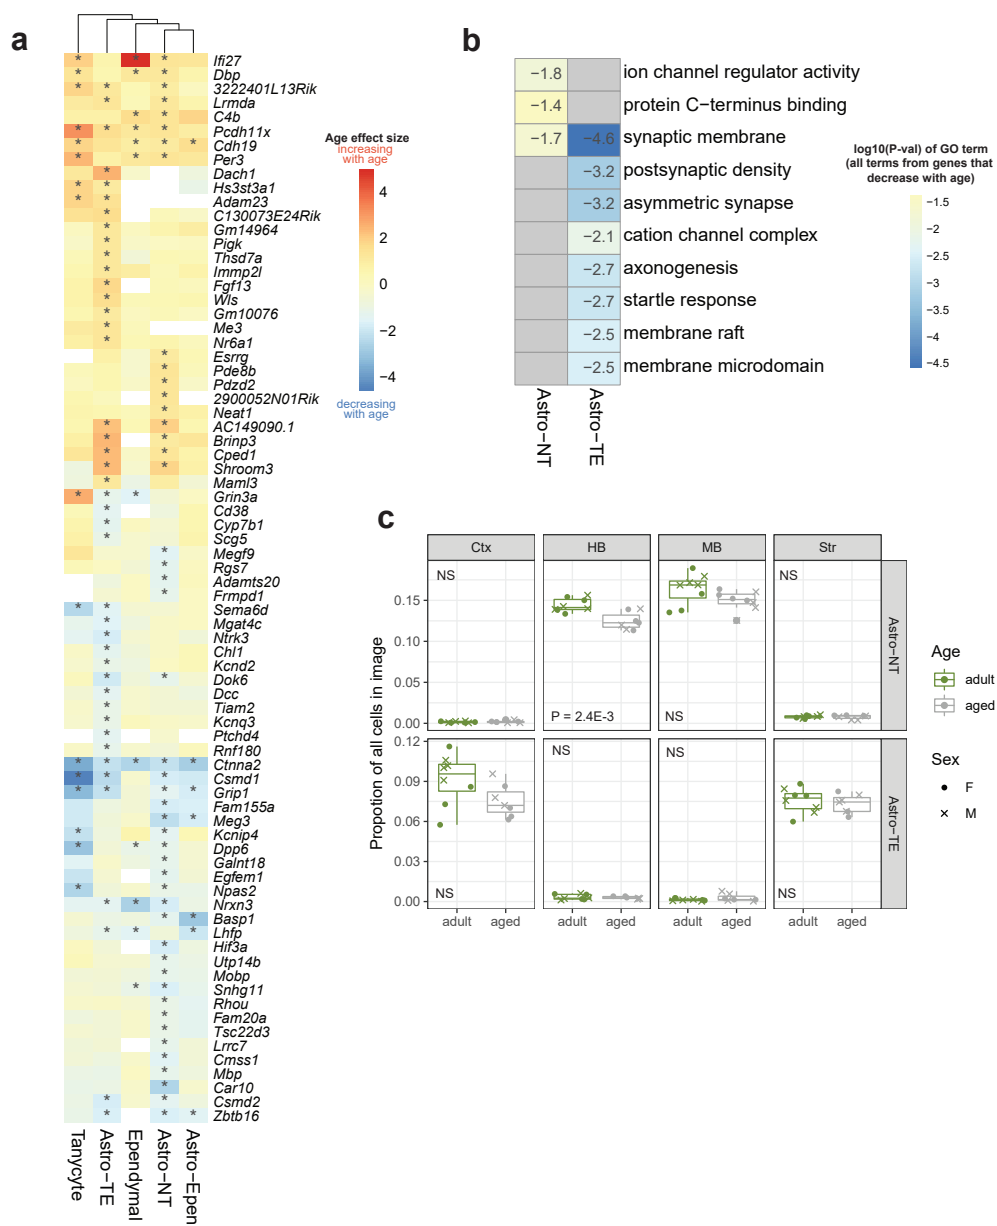 a
Ifi27
Dbp
3222401L13Rik
Lrmda
C4b
Pcdh11x
Cdh19
Per3
Dach1
Hs3st3a1
Adam23
C130073E24Rik
Gm14964
Pigk
Thsd7a
Immp2l
Fgf13
Wls
Gm10076
Me3
Nr6a1
Esrrg
Pde8b
Pdzd2
2900052N01Rik
Neat1
AC149090.1
Brinp3
Cped1
Shroom3
Maml3
Grin3a
Cd38
Cyp7b1
Scg5
Megf9
Rgs7
Adamts20
Frmpd1
Sema6d
Mgat4c
Ntrk3
Chl1
Kcnd2
Dok6
Dcc
Tiam2
Kcnq3
Ptchd4
Rnf180
Ctnna2
Csmd1
Grip1
Fam155a
Meg3
Kcnip4
Dpp6
Galnt18
Egfem1
Npas2
Nrxn3
Basp1
Lhfp
Hif3a
Utp14b
Mobp
Snhg11
Rhou
Fam20a
Tsc22d3
Lrrc7
Cmss1
Mbp
Car10
Csmd2
Zbtb16
Tanycyte
Astro−TE
Ependymal
Astro−NT
Astro−Epen
Age effect size
increasing
with age
4
2
0
−2
−4
decreasing
with age
b
−1.8 ion channel regulator activity
−1.4 protein C−terminus binding
−1.7 −4.6 synaptic membrane
−3.2 postsynaptic density
−3.2 asymmetric synapse
−2.1 cation channel complex
−2.7 axonogenesis
−2.7 startle response
−2.5 membrane raft
−2.5 membrane microdomain
Astro−NT
Astro−TE
log10(P-val) of GO term
(all terms from genes that
decrease with age)
−1.5
−2
−2.5
−3
−3.5
−4
−4.5
c
Ctx HB MB Str
NS
P = 2.4E-3
NS
NS
0.15
0.10
0.05
0.00
Astro−NT
NS
NS
NS
NS
0.12
0.09
0.06
0.03
0.00
Astro−TE
adult aged adult aged adult aged adult aged
Propotion of all cells in image
Age
adult
aged
Sex
F
M